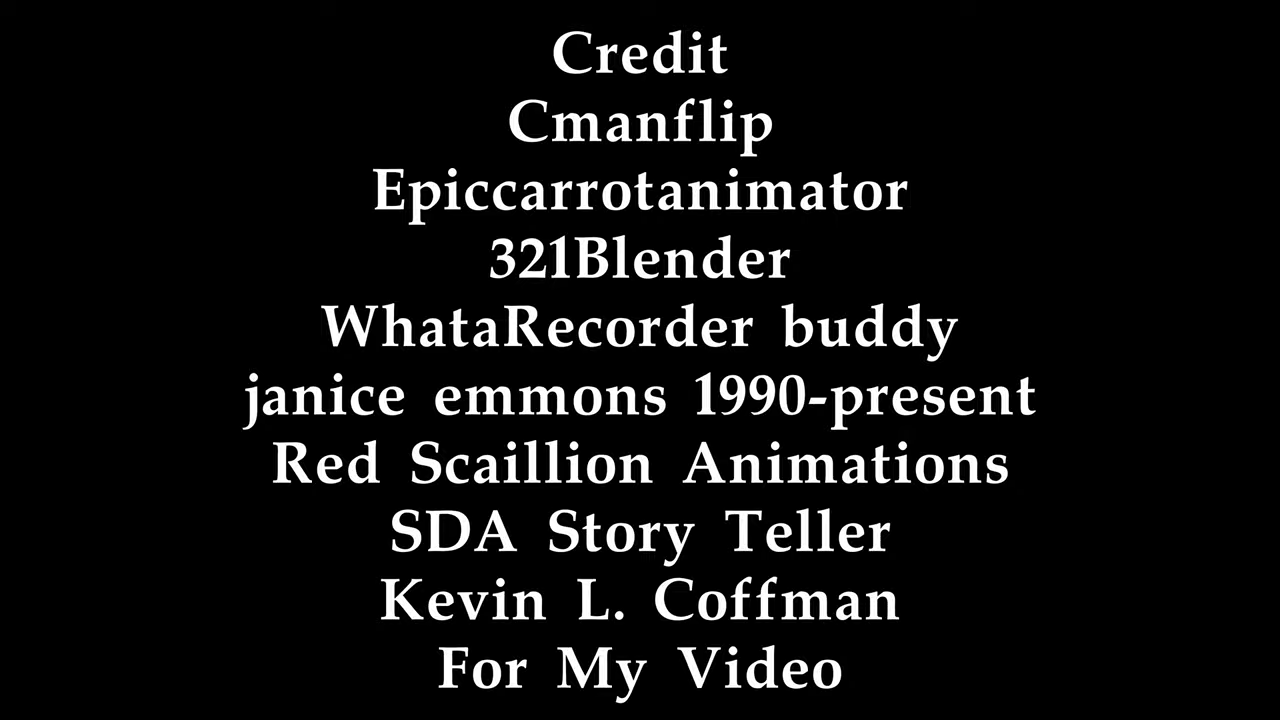 Credit
Cmanflip
Epiccarrotanimator
321Blender
WhataRecorder buddy
janice emmons 1990-present
Red Scaillion Animations
SDA Story Teller
Kevin L. Coffman
For My Video